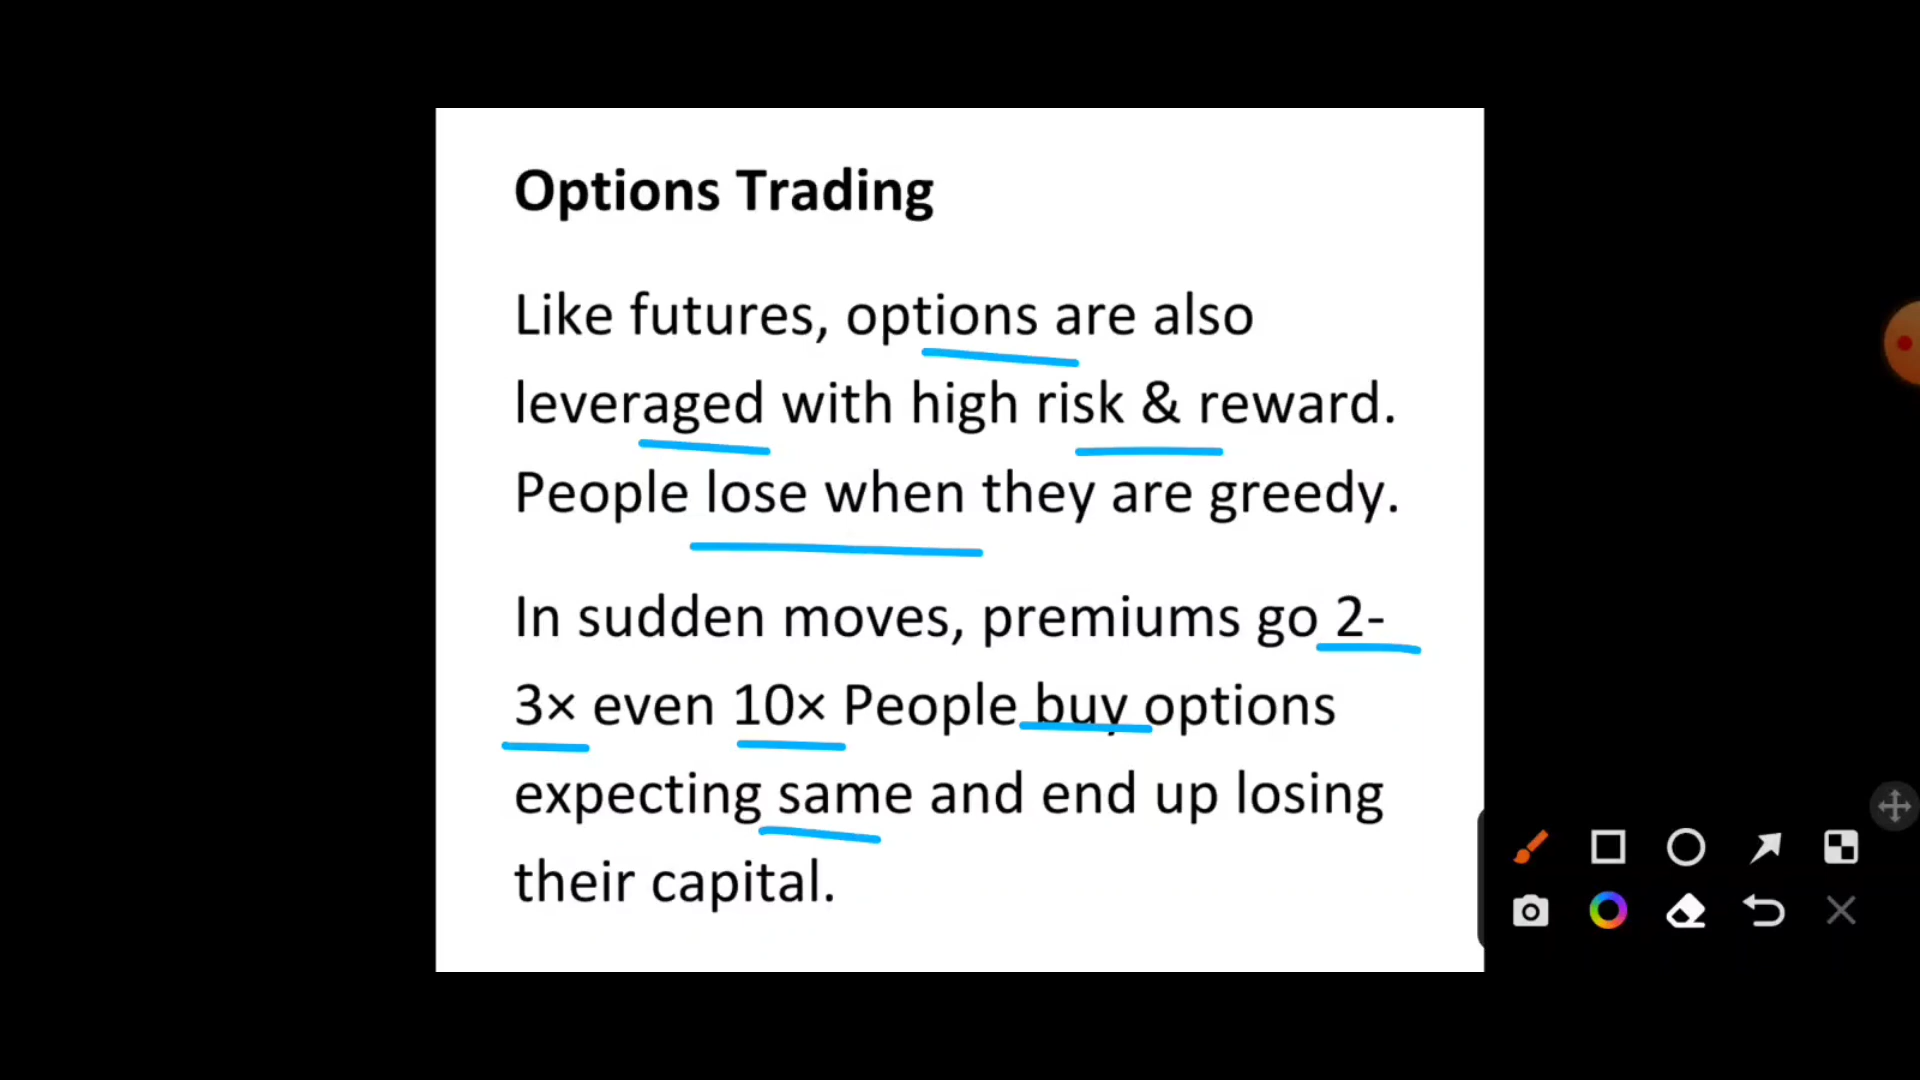 Options Trading
Like futures, options are also
leveraged with high risk & reward.
People lose when they are greedy.
In sudden moves, premiums go 2-
3× even 10× People buy options
expecting same and end up losing
their capital.